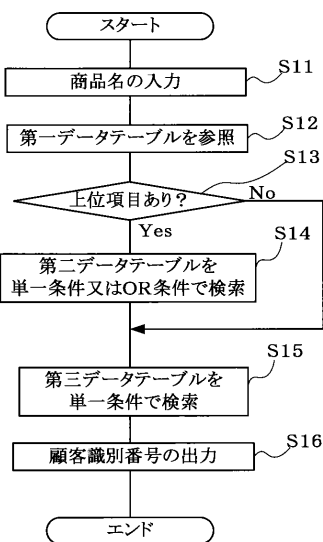 スタート
S11
商品名の入力
S12
第一データテーブルを参照
S13
上位項目あり?
No
Yes
S14
第二データテーブルを
単一条件又はOR条件で検索
S15
第三データテーブルを
単一条件で検索
S16
顧客識別番号の出力
エンド